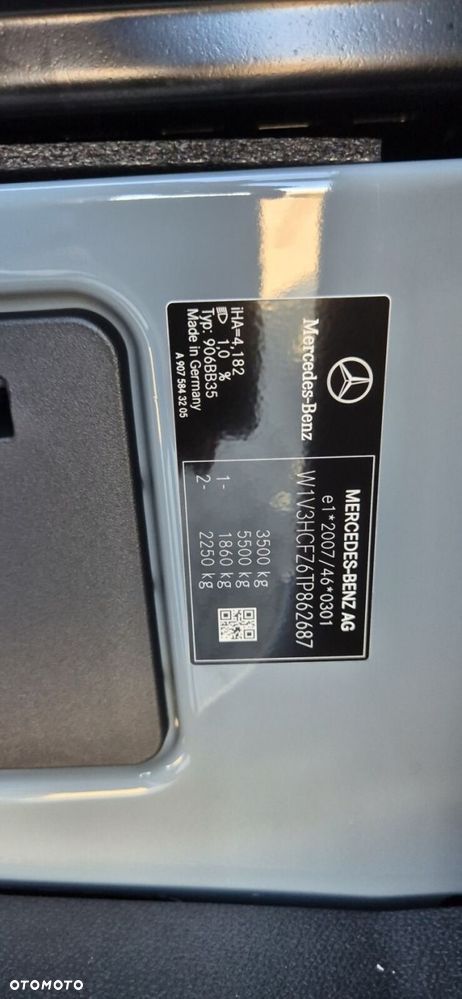 Mercedes-Benz
iHA=4,182
1,0 %
Typ: 906BB35
Made in Germany
A 907 584 32 05
MERCEDES-BENZ AG
e1*2007/46*0301
W1V3HCFZ6TP862687
3500 kg
5500 kg
1- 1860 kg
2- 2250 kg
OTOMOTO
OTOMOTO